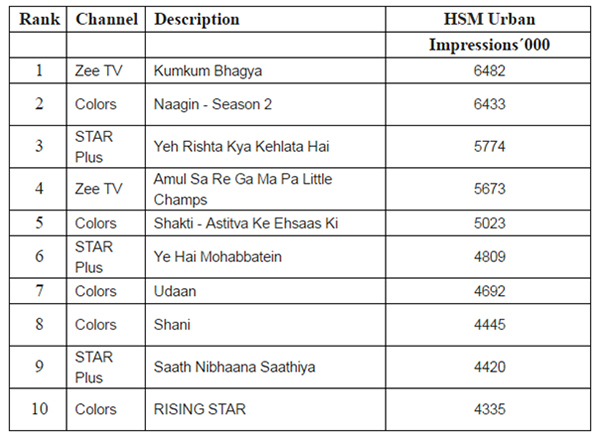 Rank Channel Description HSM Urban
Impressions´000
1 Zee TV Kumkum Bhagya 6482
2 Colors Naagin - Season 2 6433
3 STAR Plus Yeh Rishta Kya Kehlata Hai 5774
4 Zee TV Amul Sa Re Ga Ma Pa Little Champs 5673
5 Colors Shakti - Astitva Ke Ehsaas Ki 5023
6 STAR Plus Ye Hai Mohabbatein 4809
7 Colors Udaan 4692
8 Colors Shani 4445
9 STAR Plus Saath Nibhaana Saathiya 4420
10 Colors RISING STAR 4335